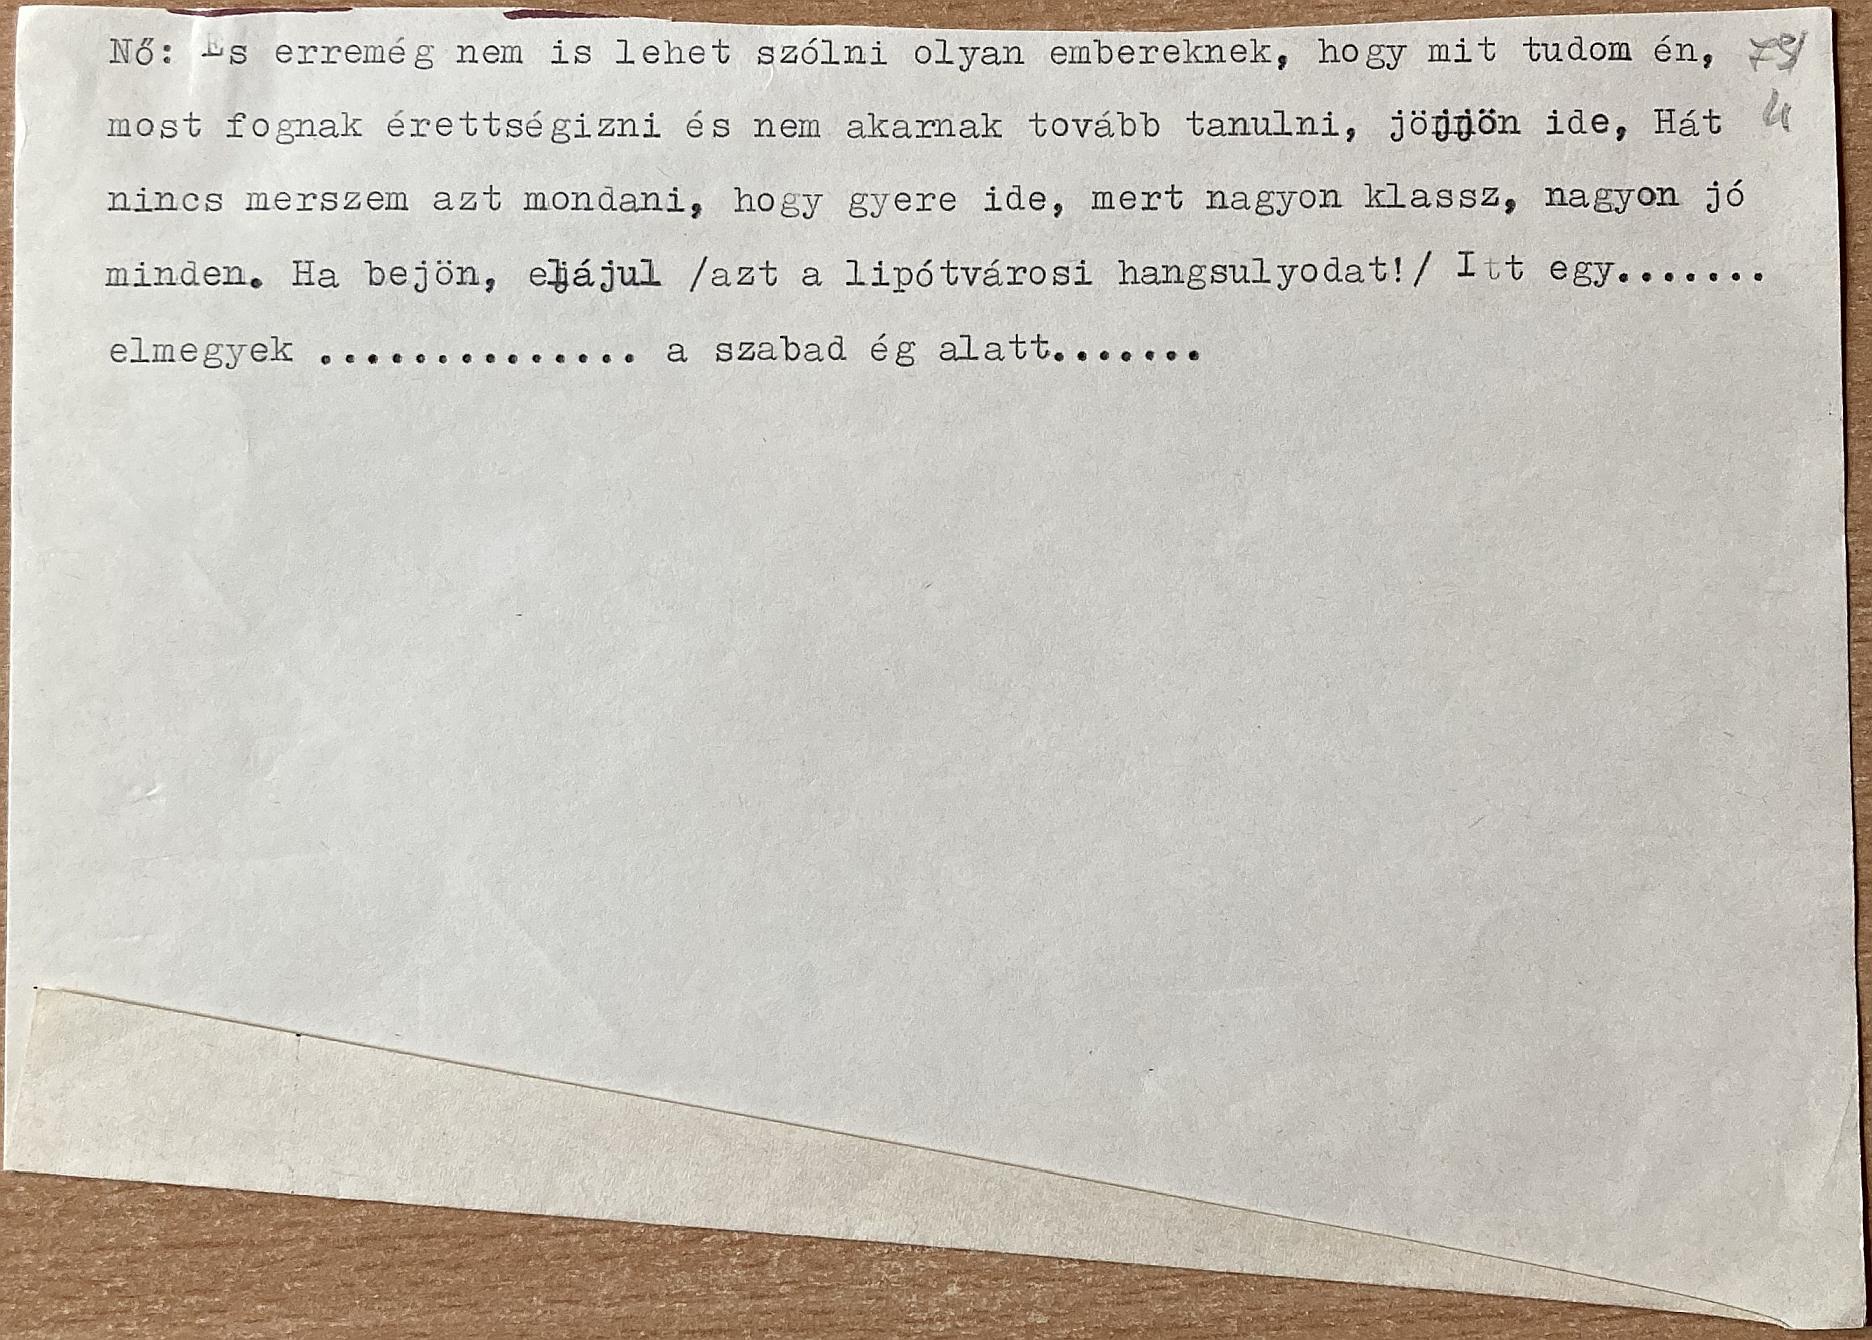 Nő: Es erremég nem is lehet szólni olyan embereknek, hogy mit tudom én,
most fognak érettségizni és nem akarnak tovább tanulni, jöjjön ide, Hát
nincs merszem azt mondani, hogy gyere ide, mert nagyon klassz, nagyon jó
minden. Ha bejön, elájul /azt a lipótvárosi hangsulyodat!/ Itt egy.......
elmegyek .............. a szabad ég alatt.......